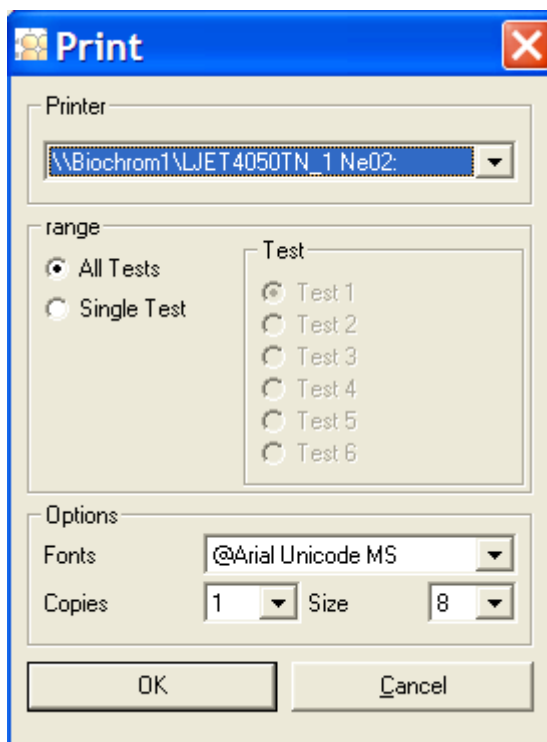 Print
Printer
\\Biochrom1\LJET4050TN_1 Ne02:
range
All Tests
Single Test
Test
Test 1
Test 2
Test 3
Test 4
Test 5
Test 6
Options
Fonts @Arial Unicode MS
Copies 1 Size 8
OK Cancel